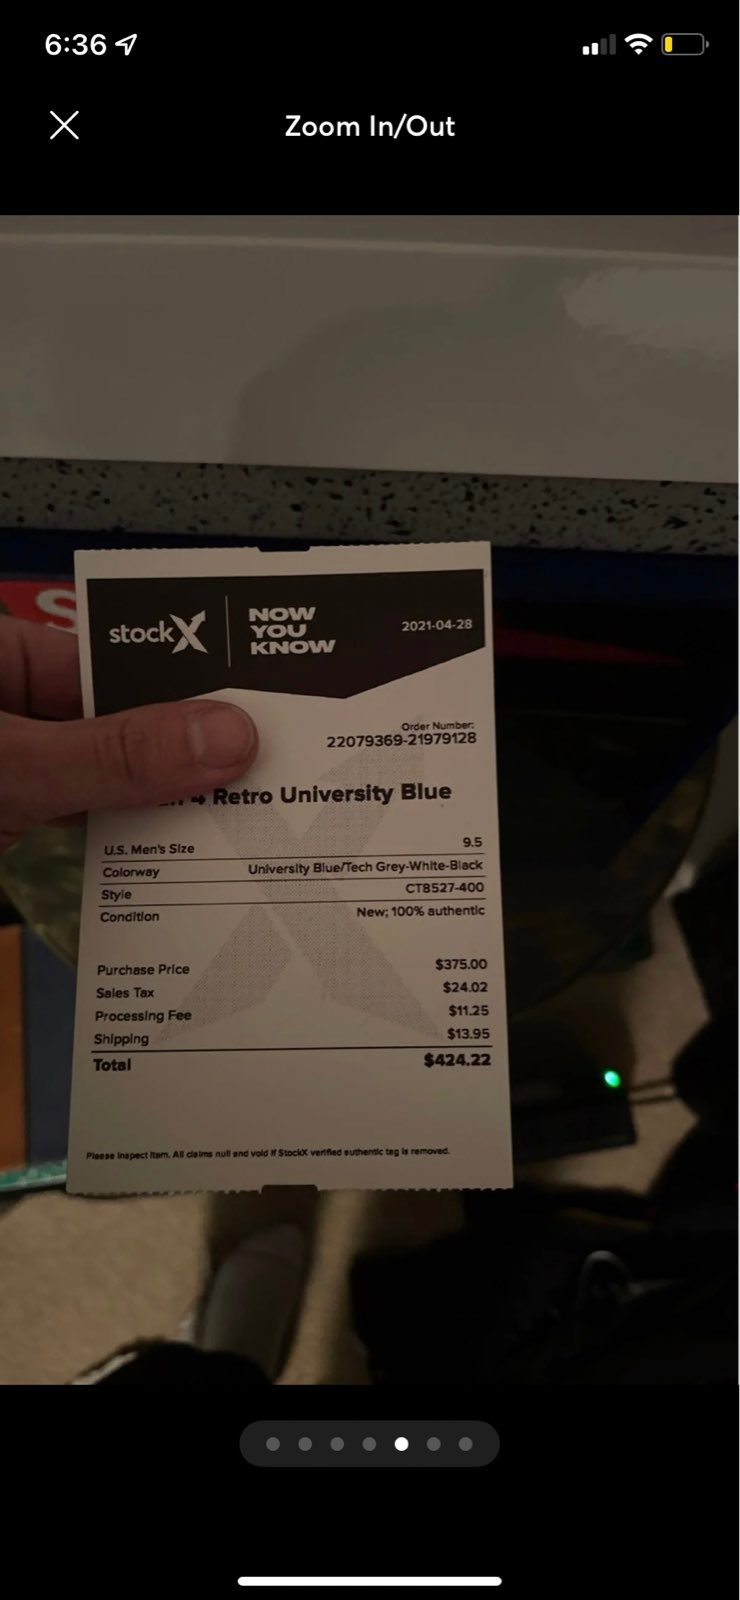 6:36
Zoom In/Out
S
stockX
NOW
YOU
KNOW
2021-04-28
Order Number:
22079369-21979128
4 Retro University Blue
U.S. Men's Size 9.5
Colorway University Blue/Tech Grey-White-Black
Style CT8527-400
Condition New; 100% authentic
Purchase Price $375.00
Sales Tax $24.02
Processing Fee $11.25
Shipping $13.95
Total $424.22
Please inspect item. All claims null and void if StockX verified authentic tag is removed.